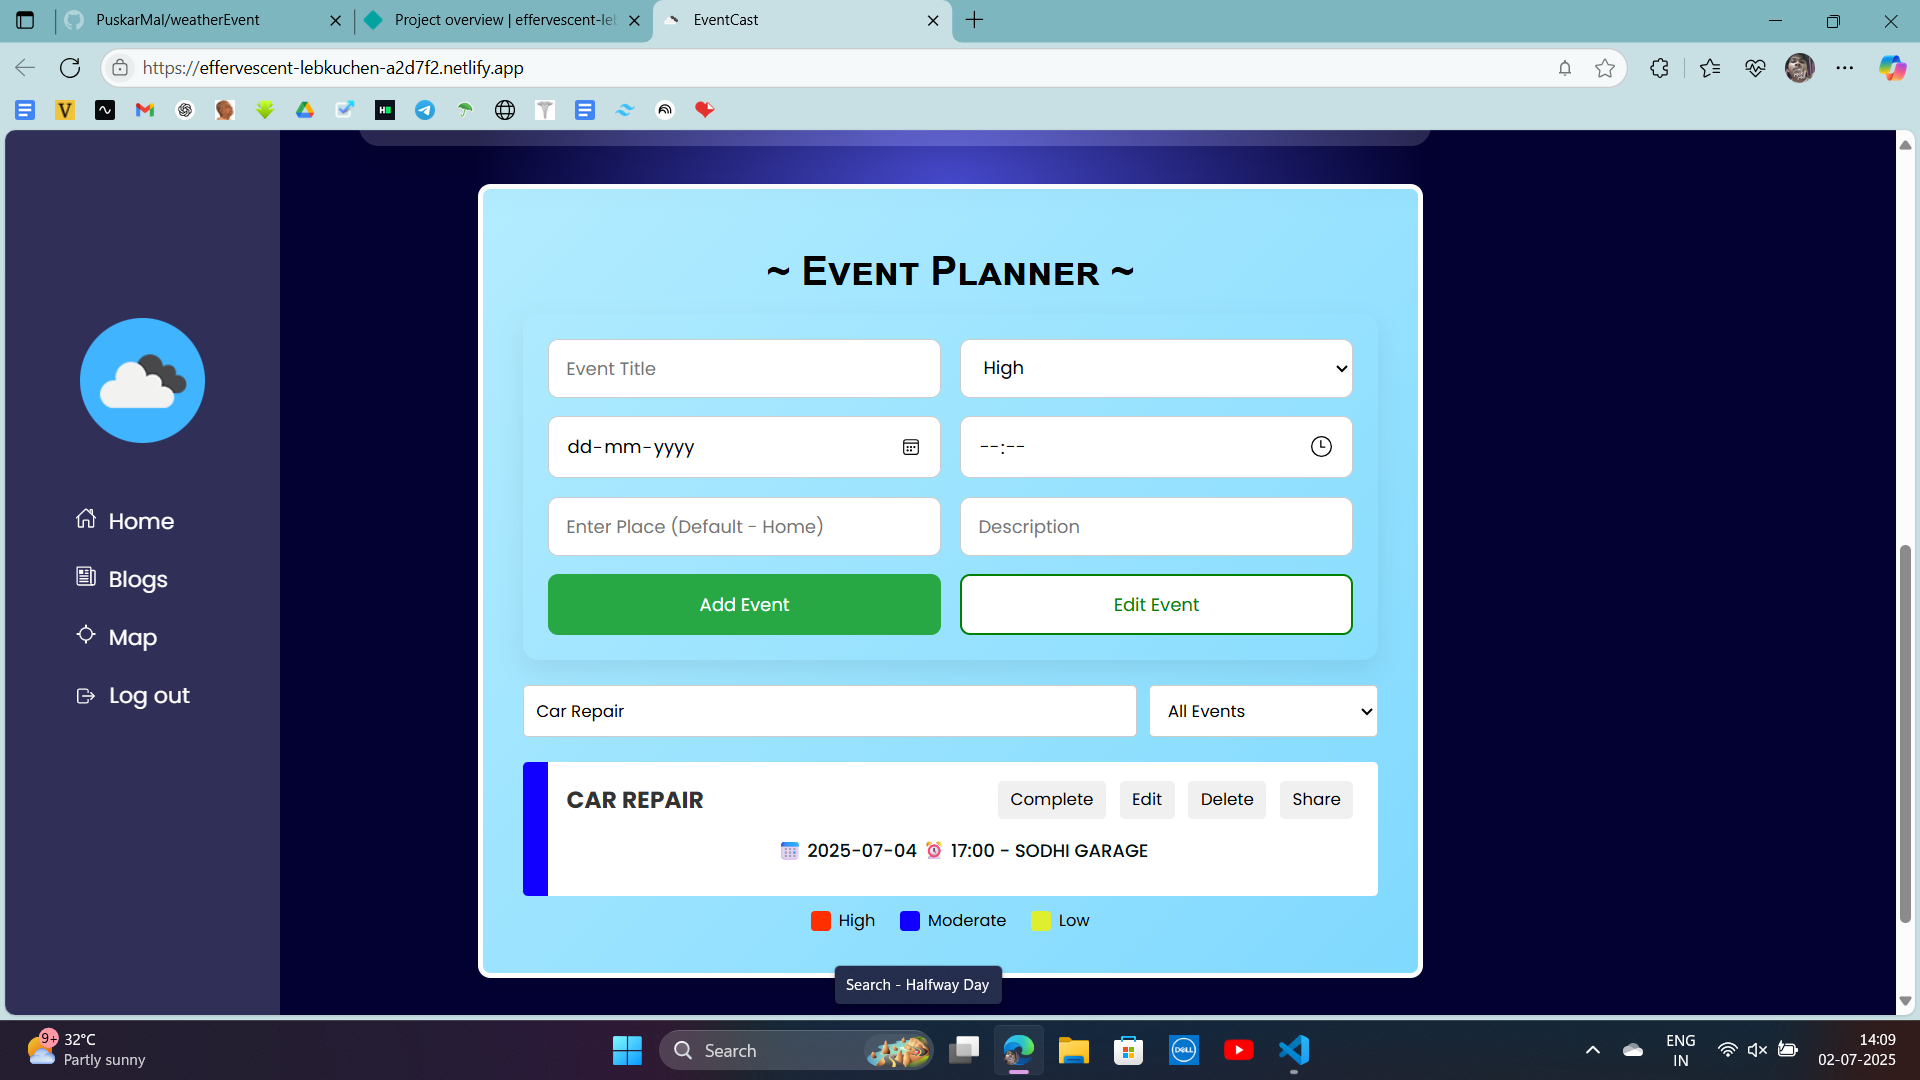 PuskarMal/weatherEvent
Project overview | effervescent-leb
EventCast
https://effervescent-lebkuchen-a2d7f2.netlify.app
~ Event Planner ~
Event Title
High
dd-mm-yyyy
--:--
Enter Place (Default - Home)
Description
Add Event
Edit Event
Home
Blogs
Map
Log out
Car Repair
All Events
CAR REPAIR
Complete
Edit
Delete
Share
2025-07-04 17:00 - SODHI GARAGE
High
Moderate
Low
Search - Halfway Day
9+
32°C
Partly sunny
Search
DELL
ENG
IN
14:09
02-07-2025